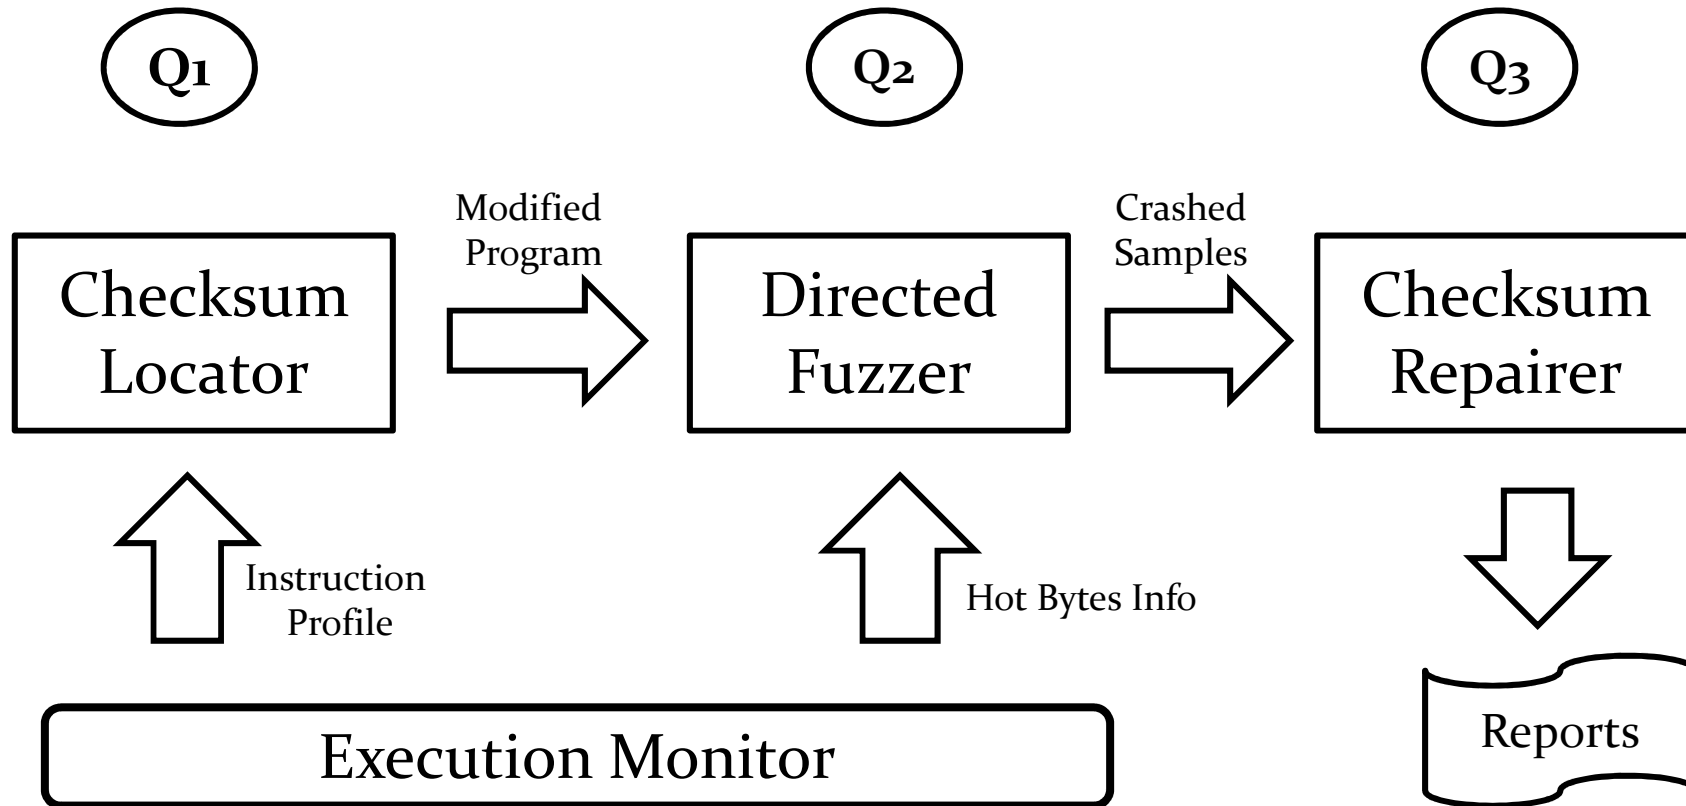 Q1
Q2
Q3
Modified
Program
Crashed
Samples
Checksum
Locator
Directed
Fuzzer
Checksum
Repairer
Instruction
Profile
Hot Bytes Info
Execution Monitor
Reports